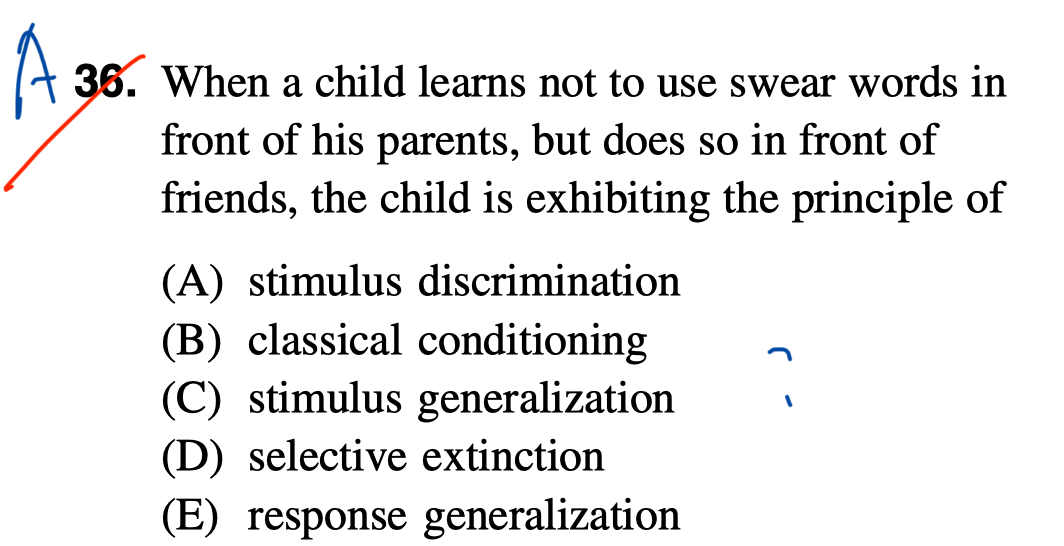 A 36. When a child learns not to use swear words in
front of his parents, but does so in front of
friends, the child is exhibiting the principle of
(A) stimulus discrimination
(B) classical conditioning
(C) stimulus generalization
(D) selective extinction
(E) response generalization